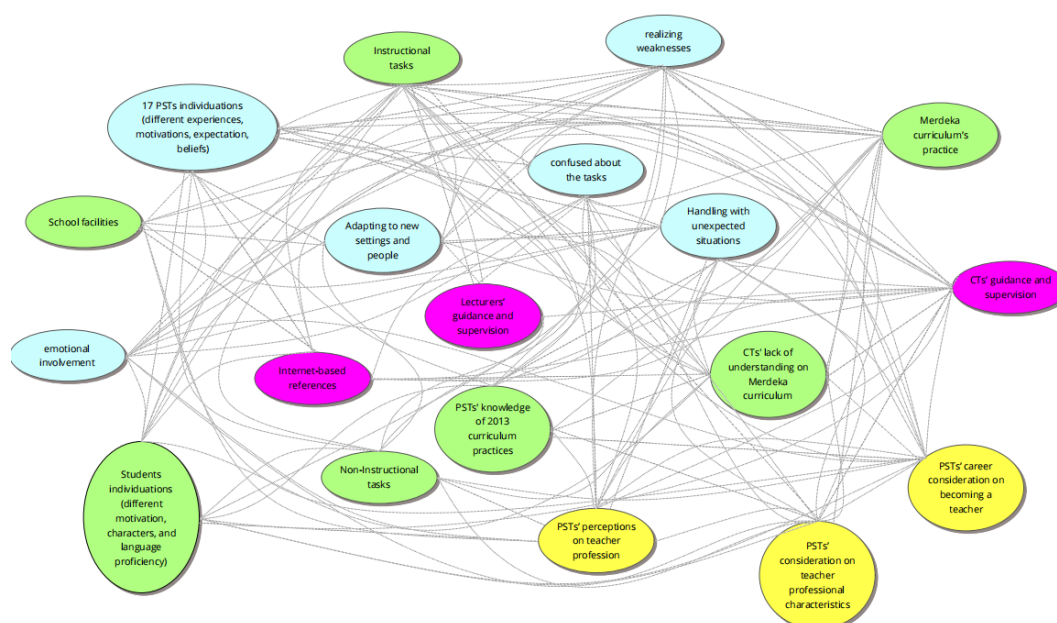 realizing
weaknesses
Instructional
tasks
17 PSTs individuations
(different experiences,
motivations, expectation,
beliefs)
Merdeka
curriculum's
practice
confused about
the tasks
School facilities
Adapting to new
settings and
people
Handling with
unexpected
situations
CTs' guidance and
supervision
Lecturers'
guidance and
supervision
emotional
involvement
Internet-based
references
CTs' lack of
understanding on
Merdeka
curriculum
PSTs' knowledge
of 2013
curriculum
practices
Non-Instructional
tasks
Students
individuations
(different
motivation,
characters, and
language
proficiency)
PSTs' career
consideration on
becoming a
teacher
PSTs' perceptions
on teacher
profession
PSTs'
consideration on
teacher
professional
characteristics